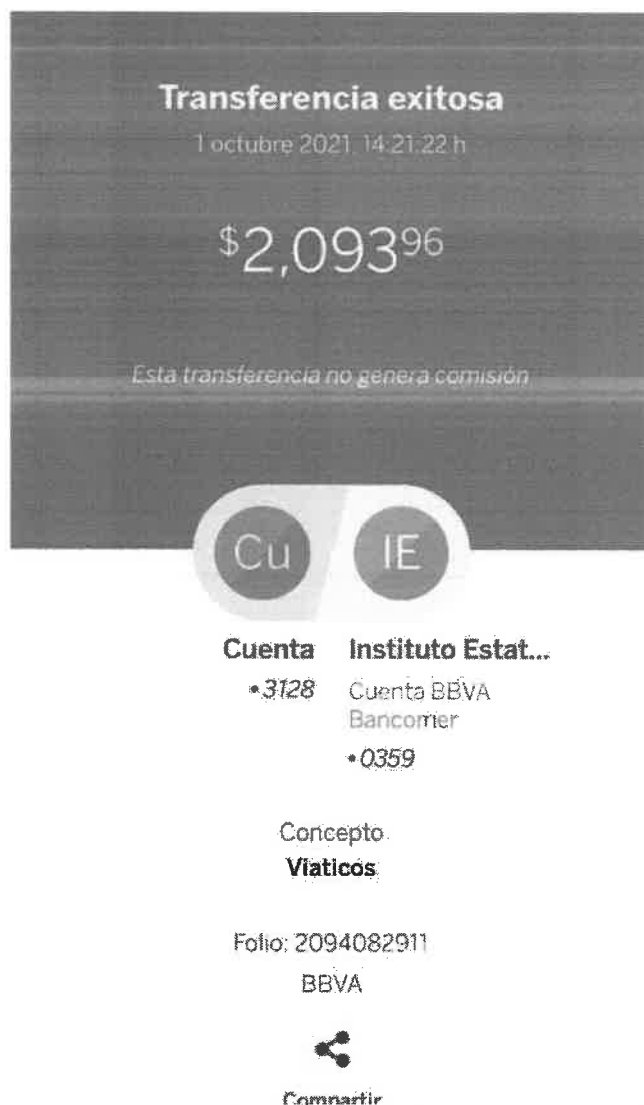 Transferencia exitosa
1 octubre 2021, 14:21:22 h
$2,093 96
Esta transferencia no genera comisión
Cu IE
Cuenta Instituto Estat...
•3128 Cuenta BBVA
Bancomer
•0359
Concepto
Viaticos
Folio: 2094082911
BBVA
Compartir